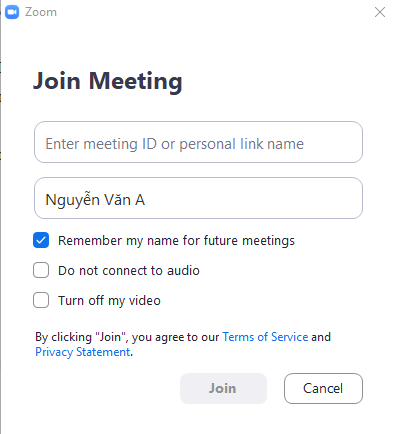 Zoom
Join Meeting
Enter meeting ID or personal link name
Nguyễn Văn A
Remember my name for future meetings
Do not connect to audio
Turn off my video
By clicking "Join", you agree to our Terms of Service and
Privacy Statement.
Join Cancel